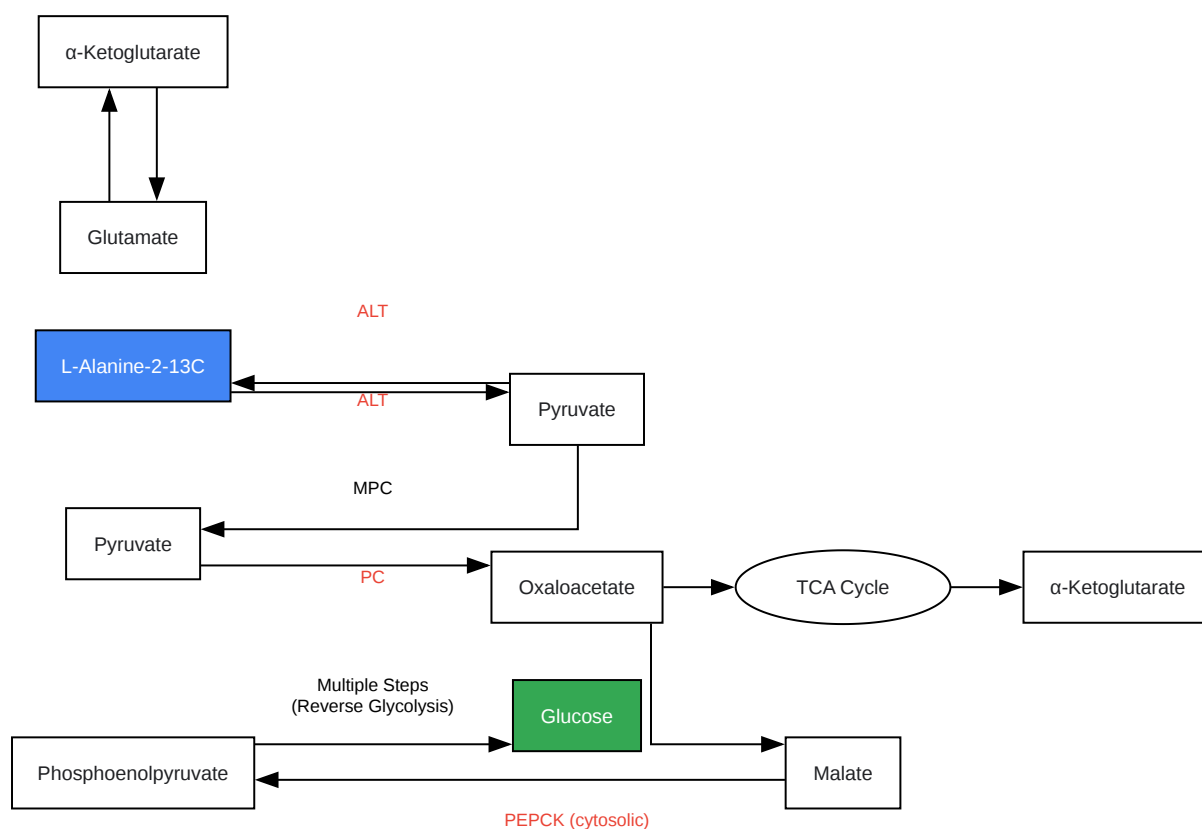 α-Ketoglutarate
Glutamate
ALT
L-Alanine-2-13C
ALT
Pyruvate
MPC
Pyruvate
PC
Oxaloacetate
TCA Cycle
α-Ketoglutarate
Multiple Steps
(Reverse Glycolysis)
Glucose
Phosphoenolpyruvate
Malate
PEPCK (cytosolic)